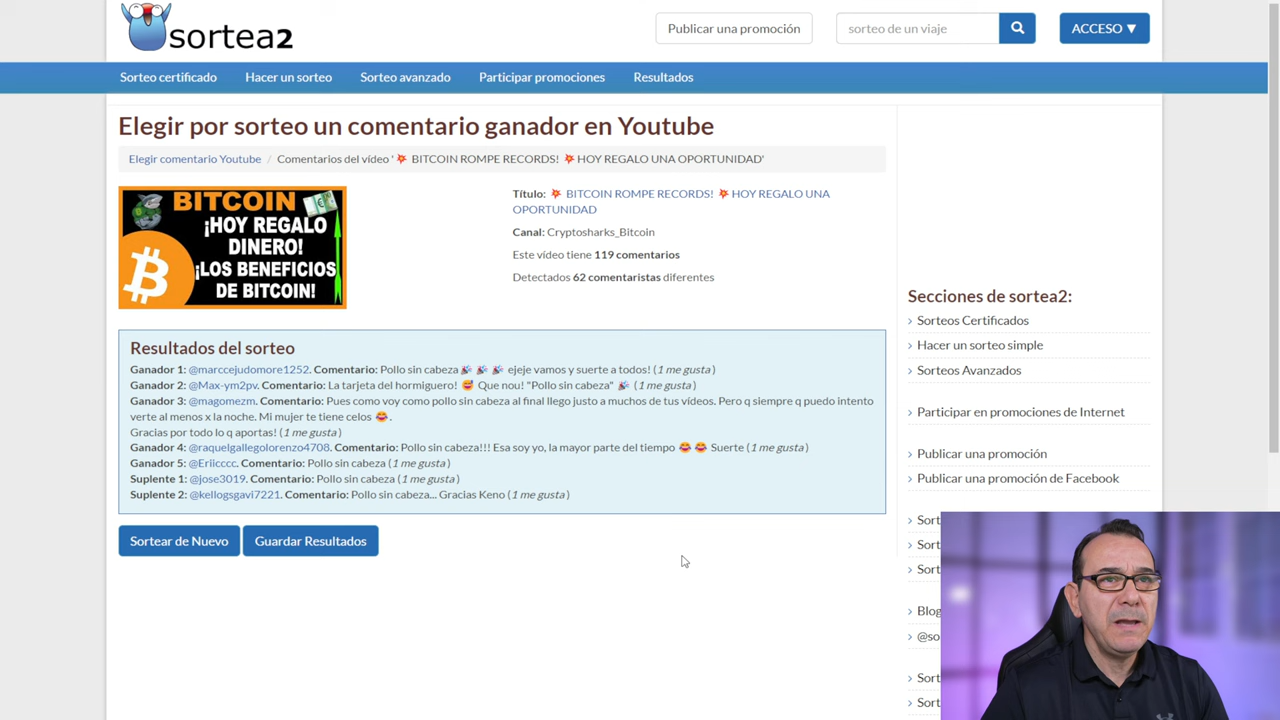 sortea2
Publicar una promoción
sorteo de un viaje
ACCESO ▼
Sorteo certificado
Hacer un sorteo
Sorteo avanzado
Participar promociones
Resultados
Elegir por sorteo un comentario ganador en Youtube
Elegir comentario Youtube / Comentarios del vídeo '💥 BITCOIN ROMPE RECORDS! 💥HOY REGALO UNA OPORTUNIDAD'
BITCOIN
¡HOY REGALO
DINERO!
¡LOS BENEFICIOS
DE BITCOIN!
Título: 💥 BITCOIN ROMPE RECORDS! 💥 HOY REGALO UNA
OPORTUNIDAD
Canal: Cryptosharks_Bitcoin
Este vídeo tiene 119 comentarios
Detectados 62 comentaristas diferentes
Resultados del sorteo
Ganador 1: @marccejudomore1252. Comentario: Pollo sin cabeza 🎉 🎉 🎉 ejeje vamos y suerte a todos! (1 me gusta)
Ganador 2: @Max-ym2pv. Comentario: La tarjeta del hormiguero! 😅 Que nou! "Pollo sin cabeza" 🎉 (1 me gusta)
Ganador 3: @magomezm. Comentario: Pues como voy como pollo sin cabeza al final llego justo a muchos de tus vídeos. Pero q siempre q puedo intento
verte al menos x la noche. Mi mujer te tiene celos 😂.
Gracias por todo lo q aportas! (1 me gusta)
Ganador 4: @raquelgallegolorenzo4708. Comentario: Pollo sin cabeza!!! Esa soy yo, la mayor parte del tiempo 😂 😂 Suerte (1 me gusta)
Ganador 5: @Eriicccc. Comentario: Pollo sin cabeza (1 me gusta)
Suplente 1: @jose3019. Comentario: Pollo sin cabeza (1 me gusta)
Suplente 2: @kellogsgavi7221. Comentario: Pollo sin cabeza... Gracias Keno (1 me gusta)
Sortear de Nuevo
Guardar Resultados
Secciones de sortea2:
Sorteos Certificados
Hacer un sorteo simple
Sorteos Avanzados
Participar en promociones de Internet
Publicar una promoción
Publicar una promoción de Facebook
Sort
Sort
Sort
Blog
@so
Sort
Sort